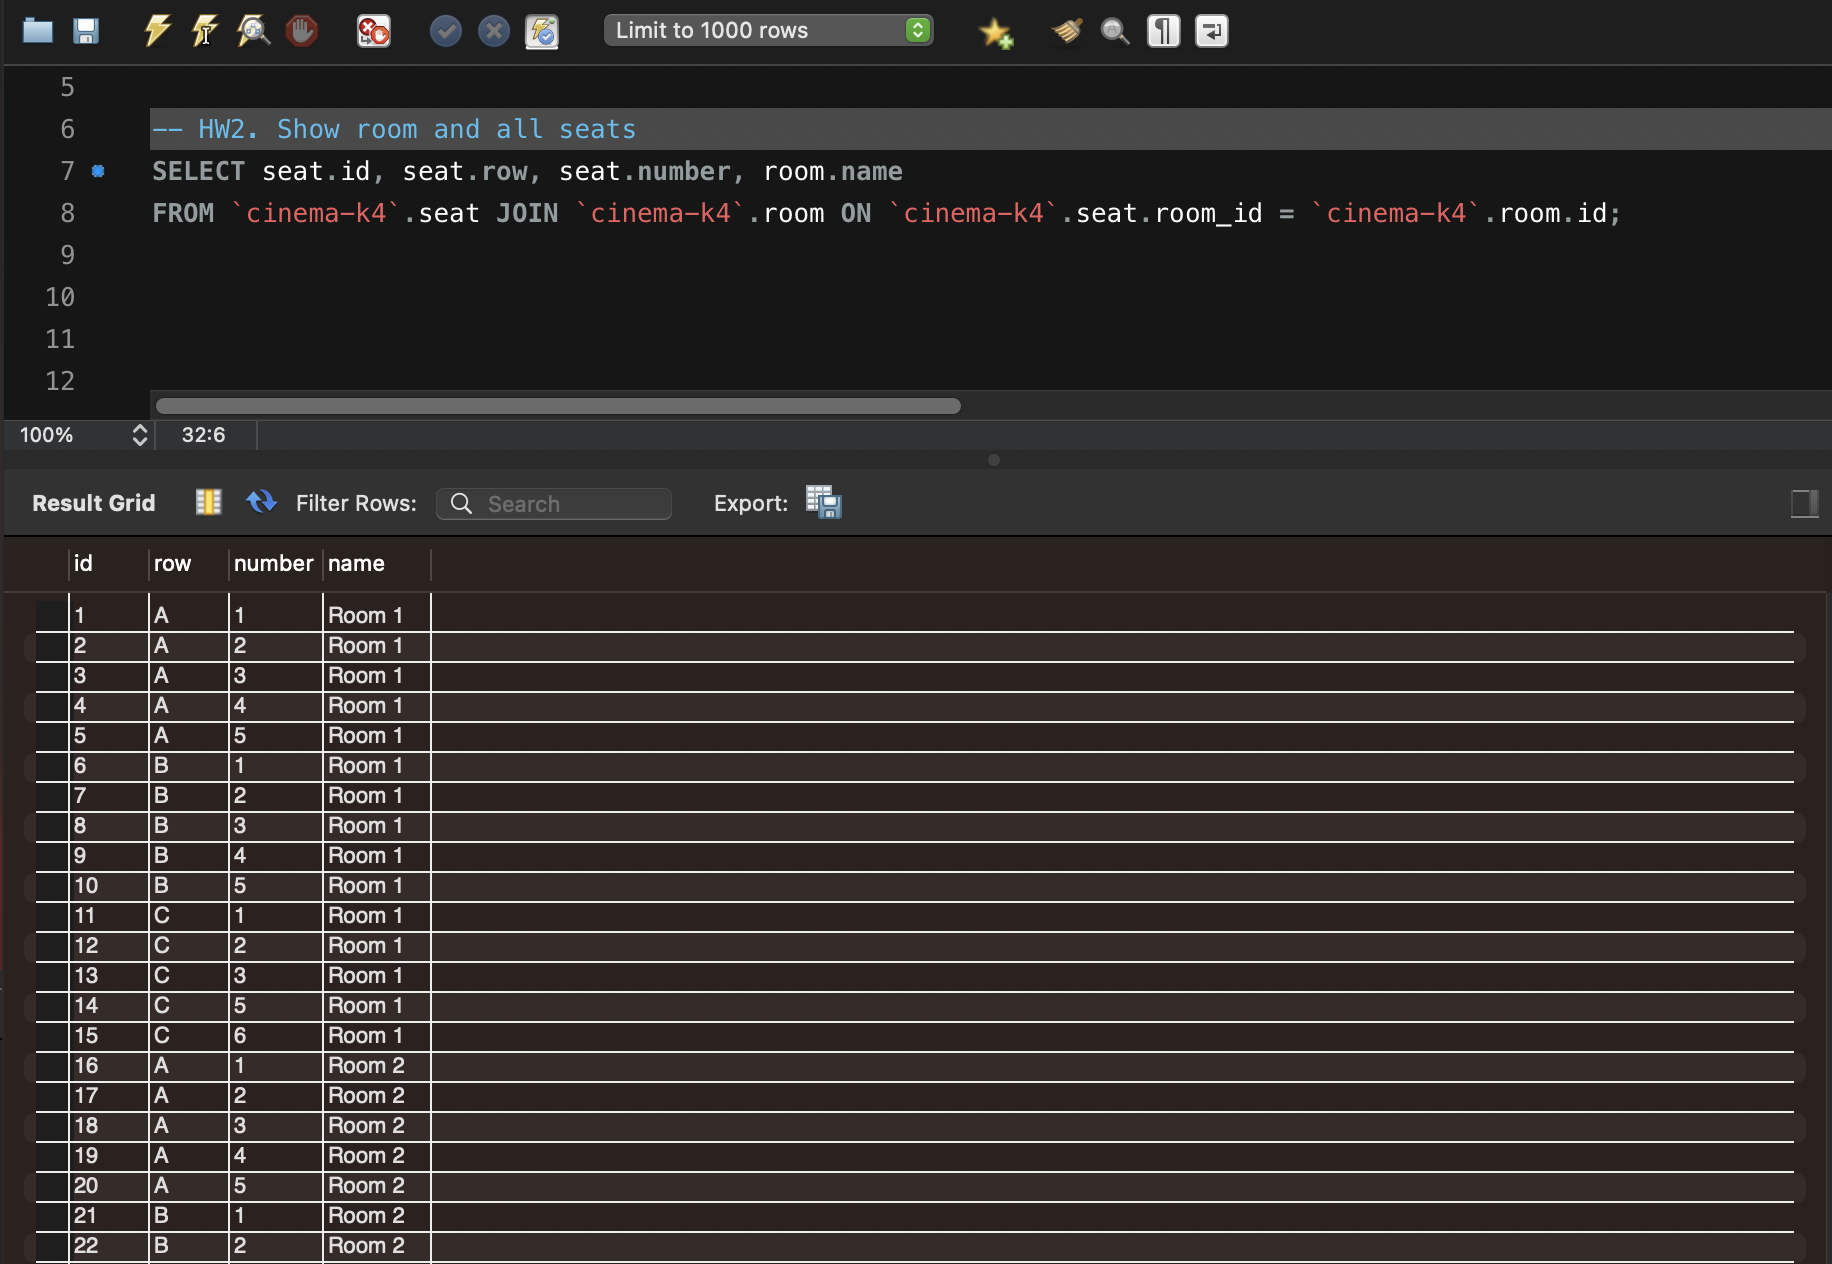 Limit to 1000 rows
5
6 -- HW2. Show room and all seats
7 SELECT seat.id, seat.row, seat.number, room.name
8 FROM `cinema-k4`.seat JOIN `cinema-k4`.room ON `cinema-k4`.seat.room_id = `cinema-k4`.room.id;
9
10
11
12
100% 32:6
Result Grid Filter Rows: Search Export:
id row number name
1 A 1 Room 1
2 A 2 Room 1
3 A 3 Room 1
4 A 4 Room 1
5 A 5 Room 1
6 B 1 Room 1
7 B 2 Room 1
8 B 3 Room 1
9 B 4 Room 1
10 B 5 Room 1
11 C 1 Room 1
12 C 2 Room 1
13 C 3 Room 1
14 C 5 Room 1
15 C 6 Room 1
16 A 1 Room 2
17 A 2 Room 2
18 A 3 Room 2
19 A 4 Room 2
20 A 5 Room 2
21 B 1 Room 2
22 B 2 Room 2